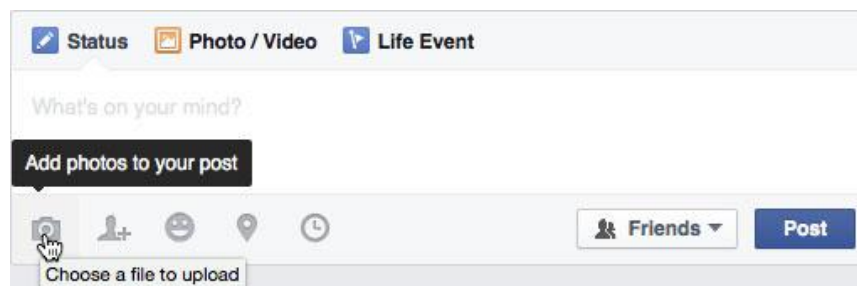 Status Photo / Video Life Event
What's on your mind?
Add photos to your post
Friends Post
Choose a file to upload